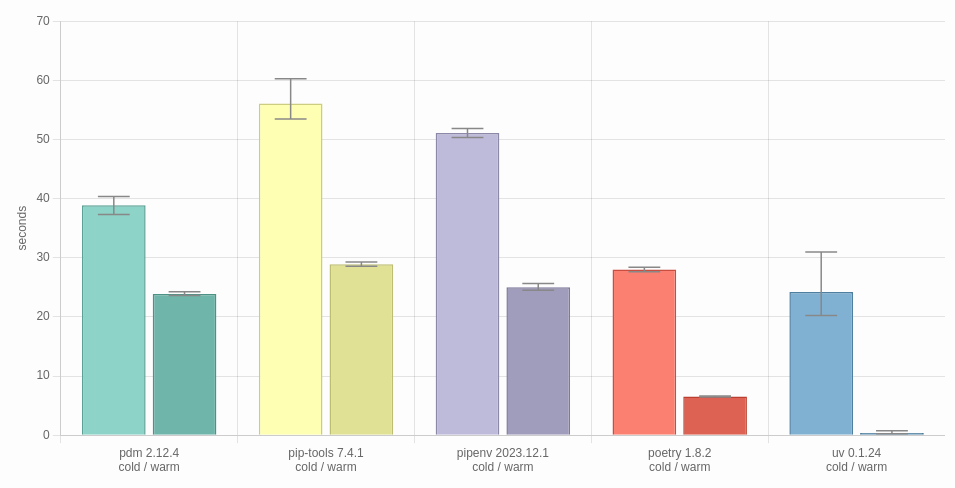 70
60
50
40
30
20
10
0
seconds
pdm 2.12.4
cold / warm
pip-tools 7.4.1
cold / warm
pipenv 2023.12.1
cold / warm
poetry 1.8.2
cold / warm
uv 0.1.24
cold / warm